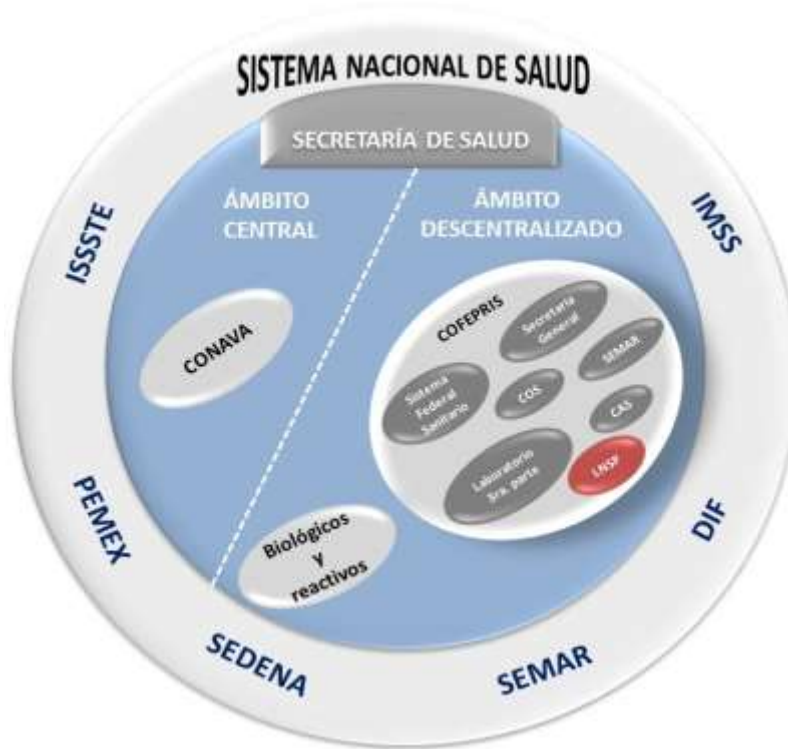 SISTEMA NACIONAL DE SALUD
SECRETARÍA DE SALUD
ÁMBITO
CENTRAL
ÁMBITO
DESCENTRALIZADO
ISSSTE
IMSS
CONAVA
COFEPRIS
Secretaría
General
SEMAR
Sistema
Federal
Sanitario
COS
CAS
Laboratorio
3ra. parte
LNSP
PEMEX
DIF
Biológicos
y
reactivos
SEDENA
SEMAR